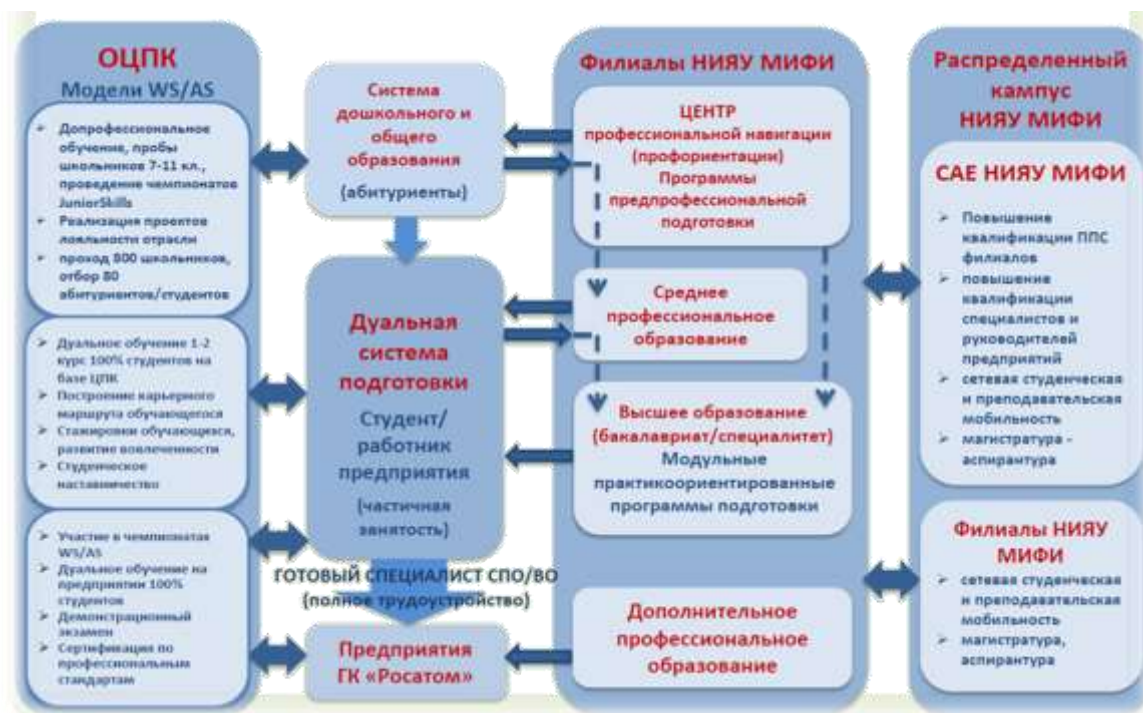 ОЦПК
Модели WS/AS
Допрофессиональное
обучение, пробы
школьников 7-11 кл.,
проведение чемпионатов
JuniorSkills
Реализация проектов
лояльности отрасли
проход 800 школьников,
отбор 80
абитуриентов/студентов
Дуальное обучение 1-2
курс 100% студентов на
базе ЦПК
Построение карьерного
маршрута обучающегося
Стажировки обучающихся,
развитие вовлеченности
Студенческое
наставничество
Участие в чемпионатах
WS/AS
Дуальное обучение на
предприятии 100%
студентов
Демонстрационный
экзамен
Сертификация по
профессиональным
стандартам
Система
дошкольного и
общего
образования
(абитуриенты)
Дуальная
система
подготовки
Студент/
работник
предприятия
(частичная
занятость)
ГОТОВЫЙ СПЕЦИАЛИСТ СПО/ВО
(полное трудоустройство)
Предприятия
ГК «Росатом»
Филиалы НИЯУ МИФИ
ЦЕНТР
профессиональной навигации
(профориентации)
Программы
предпрофессиональной
подготовки
Среднее
профессиональное
образование
Высшее образование
(бакалавриат/специалитет)
Модульные
практикоориентированные
программы подготовки
Дополнительное
профессиональное
образование
Распределенный
кампус
НИЯУ МИФИ
САЕ НИЯУ МИФИ
Повышение
квалификации ППС
филиалов
повышение
квалификации
специалистов и
руководителей
предприятий
сетевая студенческая
и преподавательская
мобильность
магистратура -
аспирантура
Филиалы НИЯУ
МИФИ
сетевая студенческая
и преподавательская
мобильность
магистратура,
аспирантура